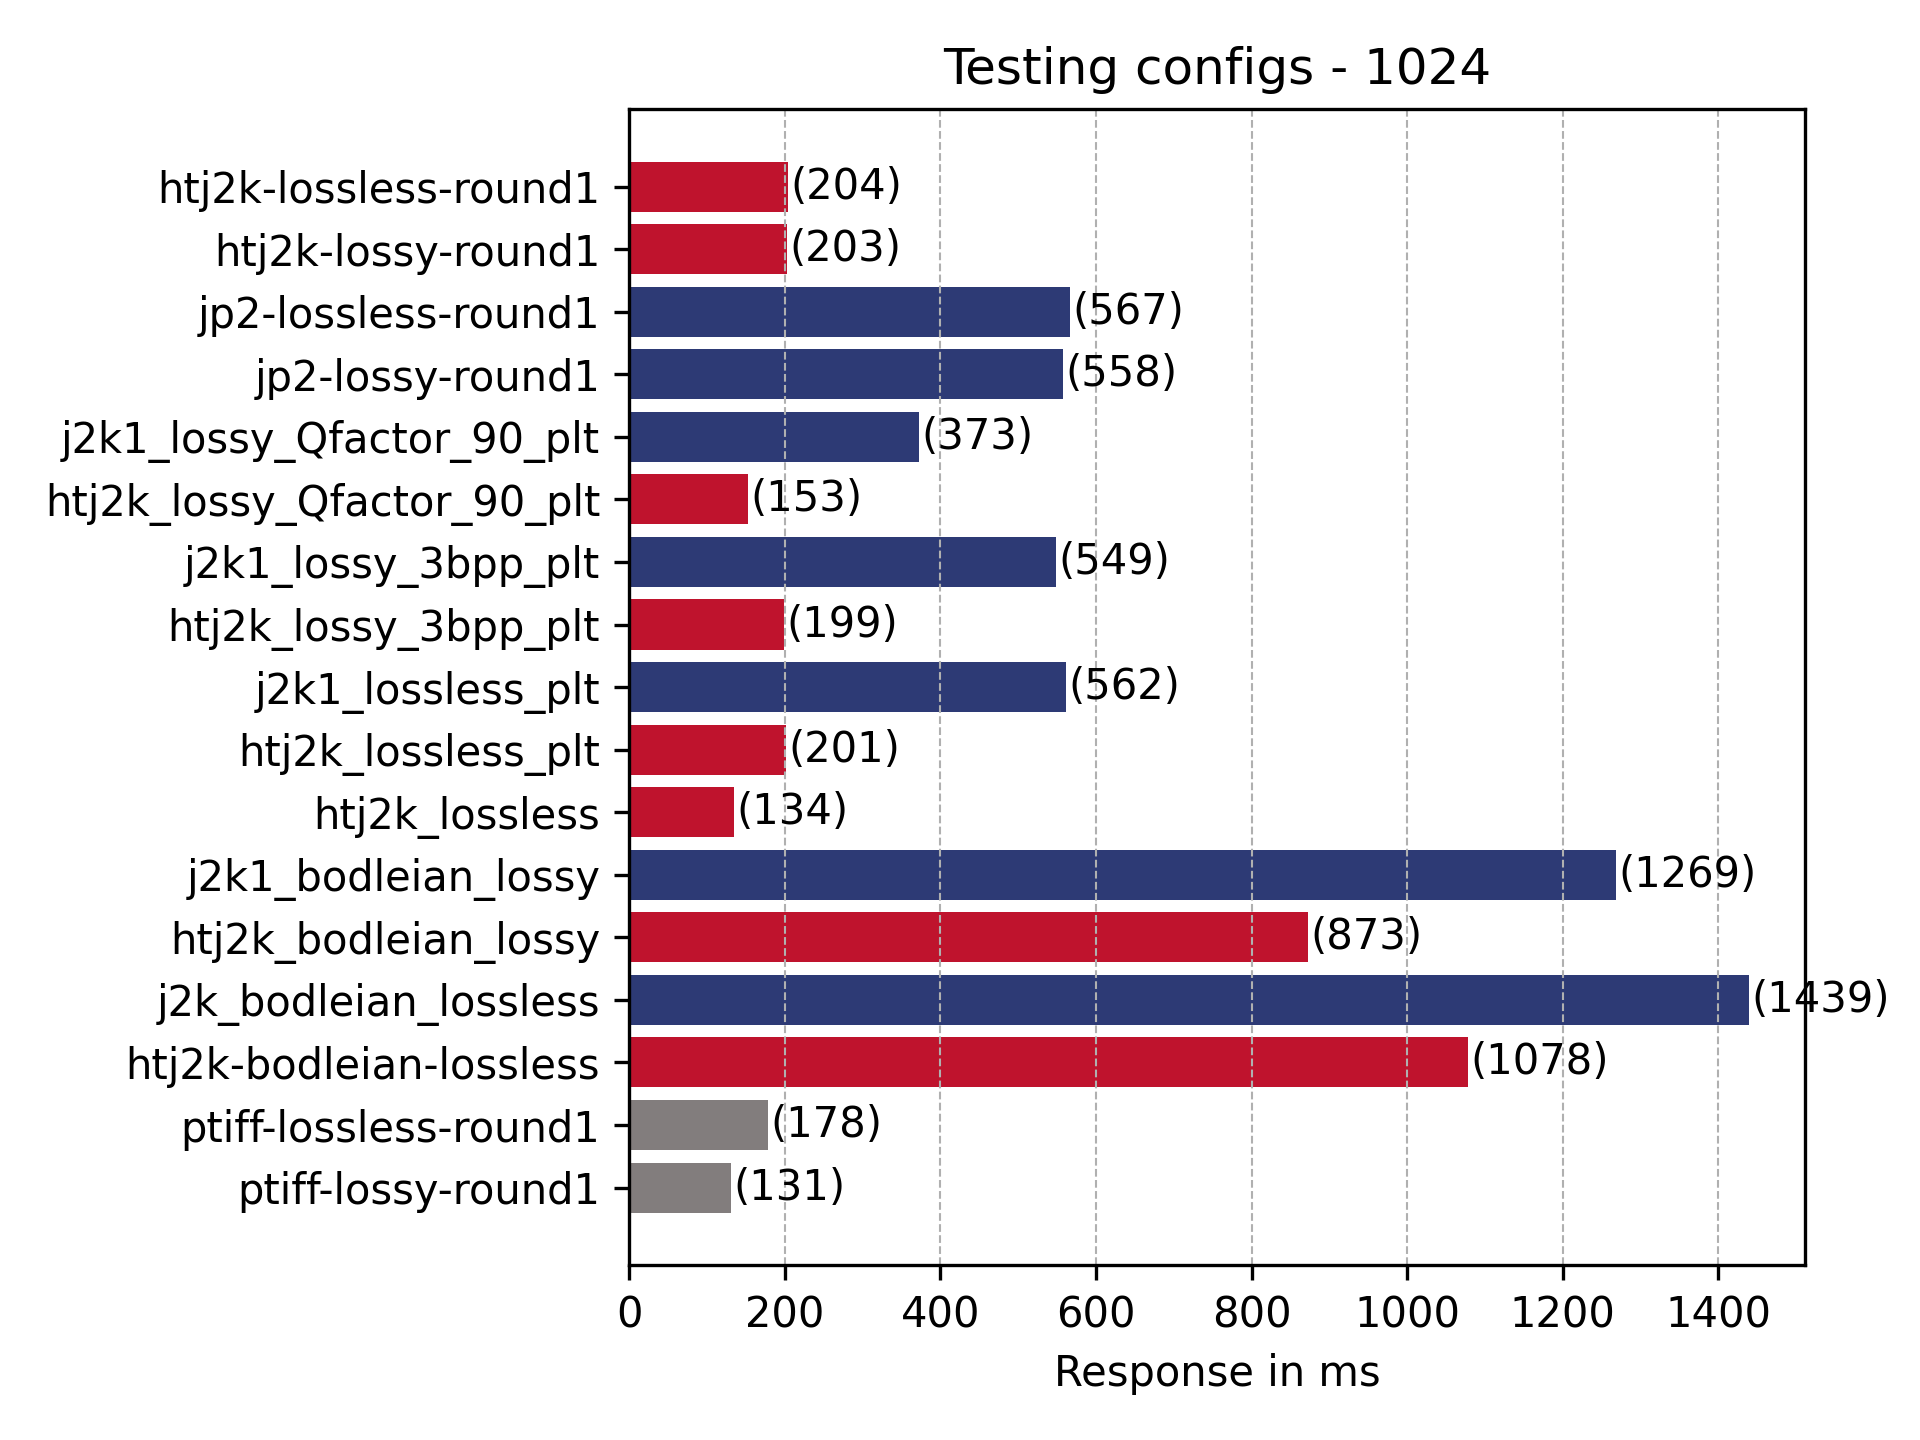 Testing configs - 1024
htj2k-lossless-round1 (204)
htj2k-lossy-round1 (203)
jp2-lossless-round1 (567)
jp2-lossy-round1 (558)
j2k1_lossy_Qfactor_90_plt (373)
htj2k_lossy_Qfactor_90_plt (153)
j2k1_lossy_3bpp_plt (549)
htj2k_lossy_3bpp_plt (199)
j2k1_lossless_plt (562)
htj2k_lossless_plt (201)
htj2k_lossless (134)
j2k1_bodleian_lossy (1269)
htj2k_bodleian_lossy (873)
j2k_bodleian_lossless (1439)
htj2k-bodleian-lossless (1078)
ptiff-lossless-round1 (178)
ptiff-lossy-round1 (131)
0 200 400 600 800 1000 1200 1400
Response in ms